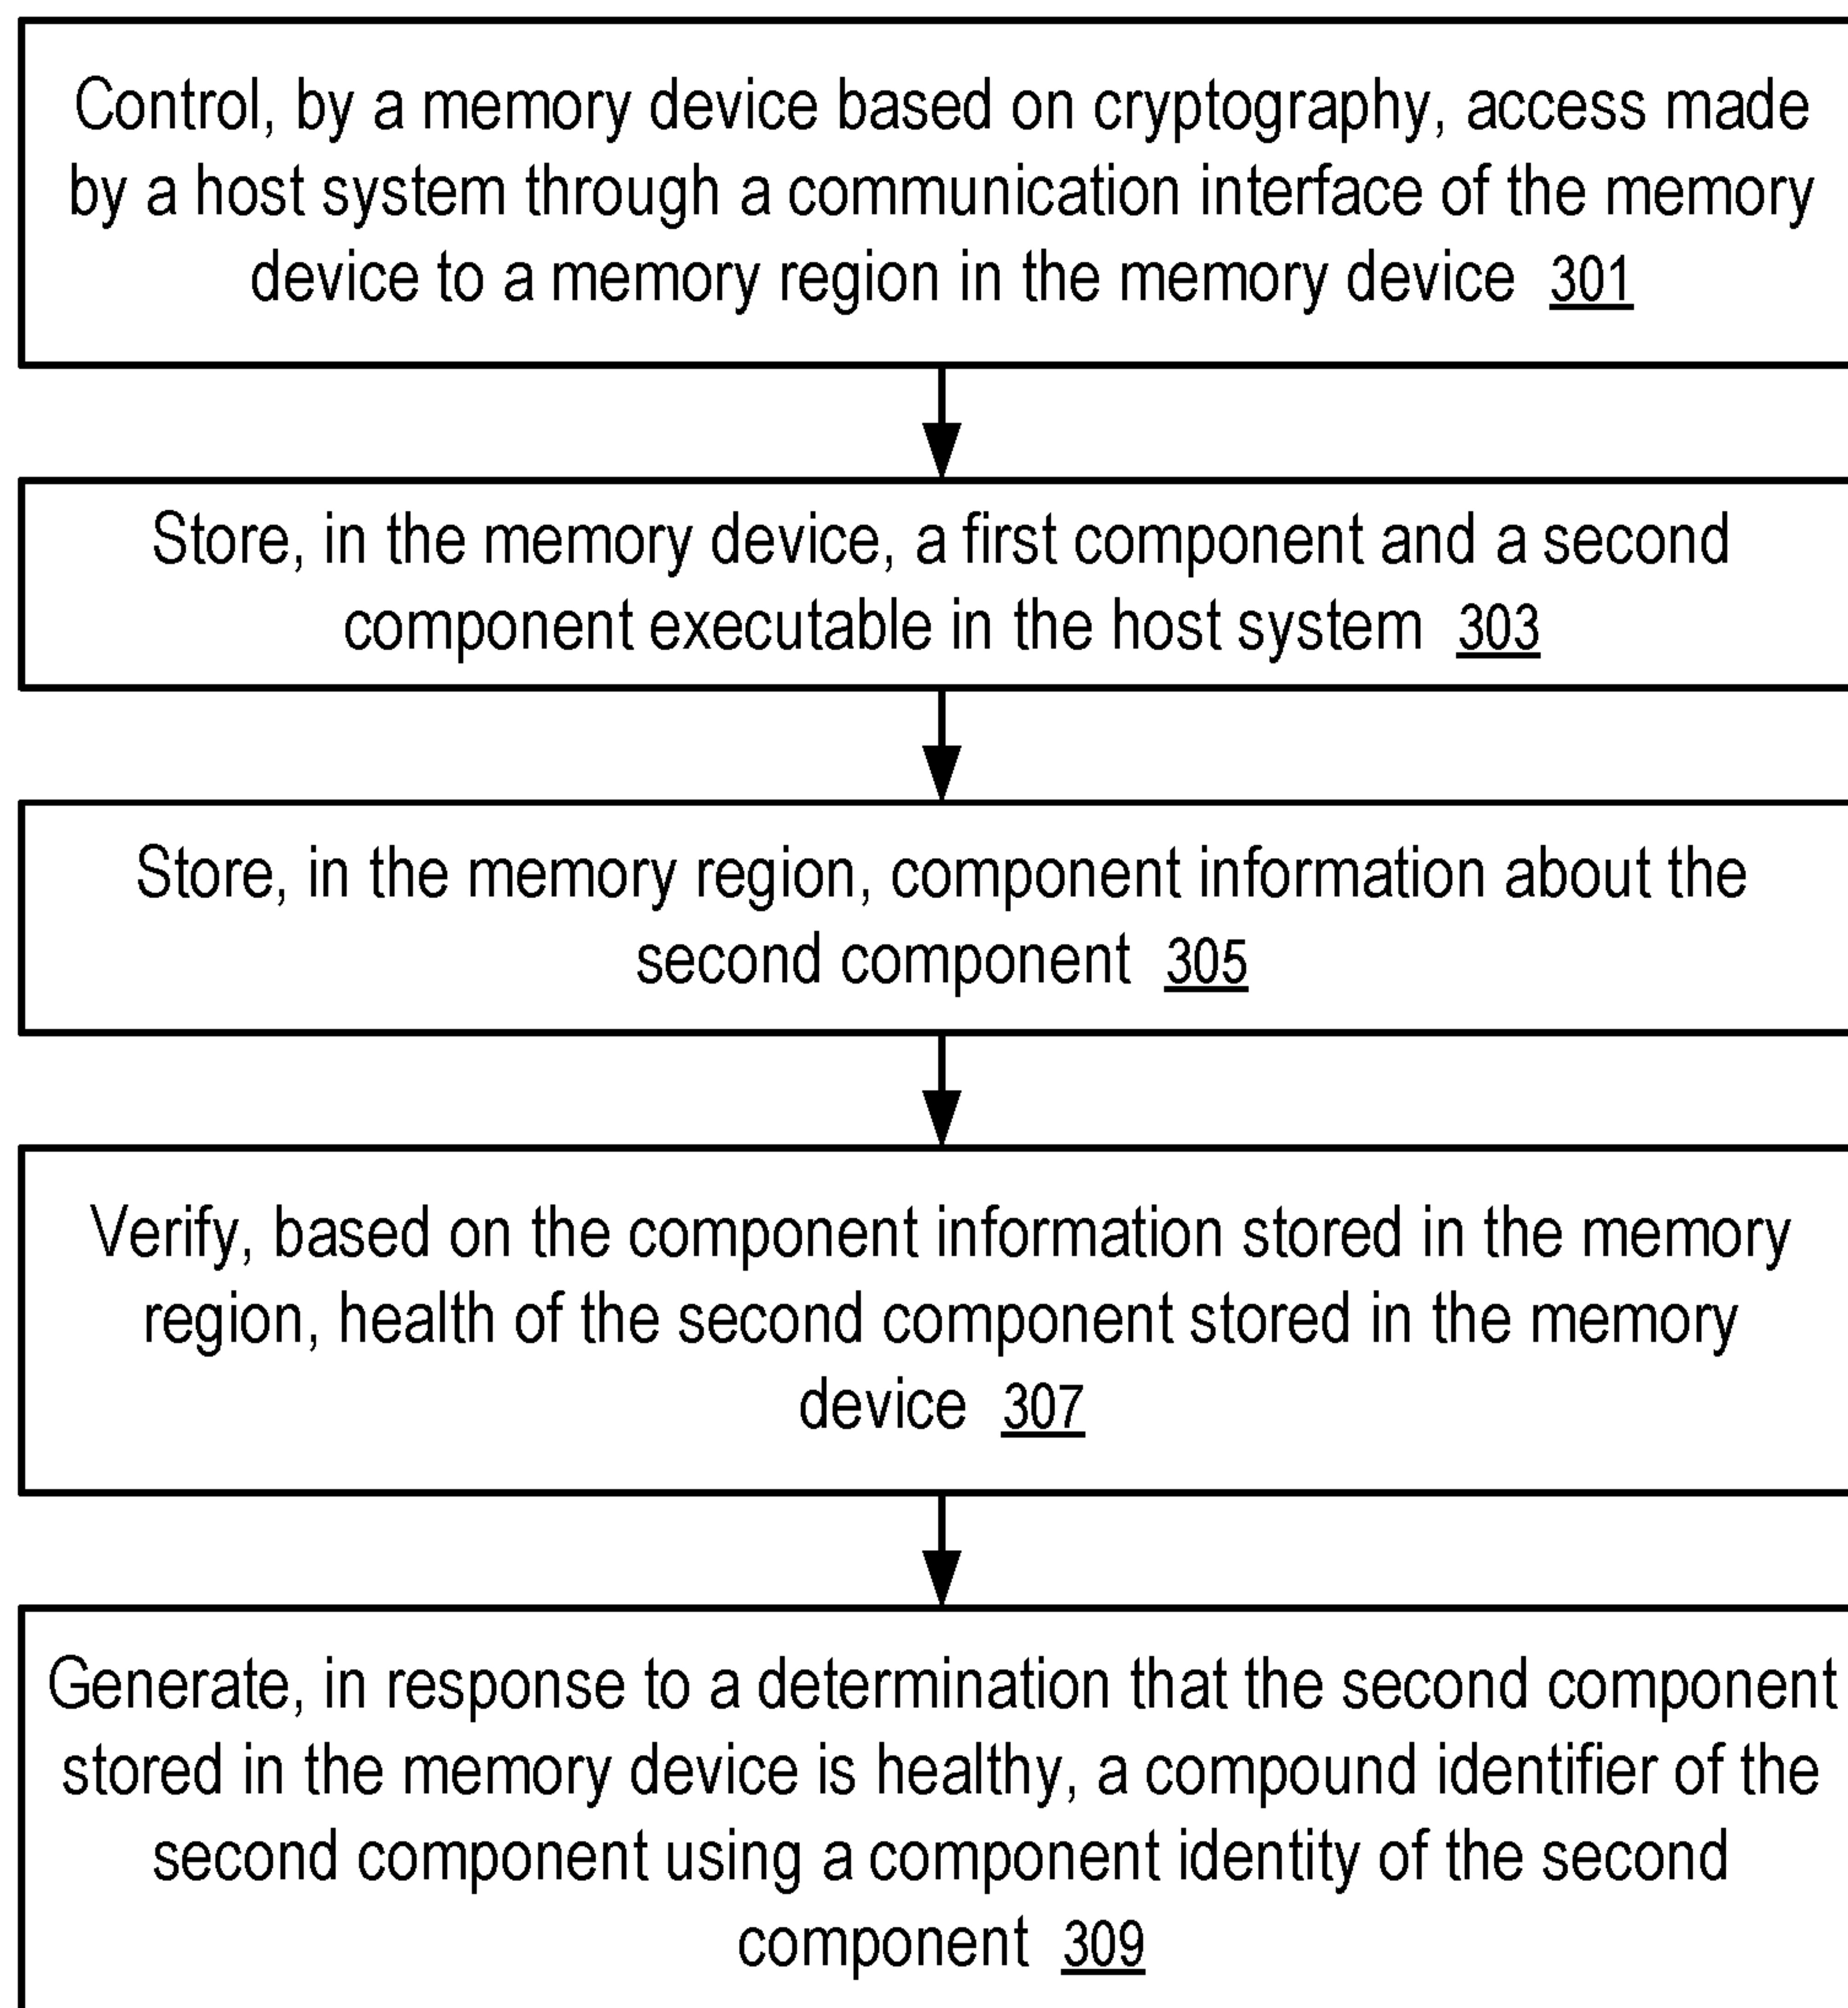 Control, by a memory device based on cryptography, access made
by a host system through a communication interface of the memory
device to a memory region in the memory device 301
Store, in the memory device, a first component and a second
component executable in the host system 303
Store, in the memory region, component information about the
second component 305
Verify, based on the component information stored in the memory
region, health of the second component stored in the memory
device 307
Generate, in response to a determination that the second component
stored in the memory device is healthy, a compound identifier of the
second component using a component identity of the second
component 309